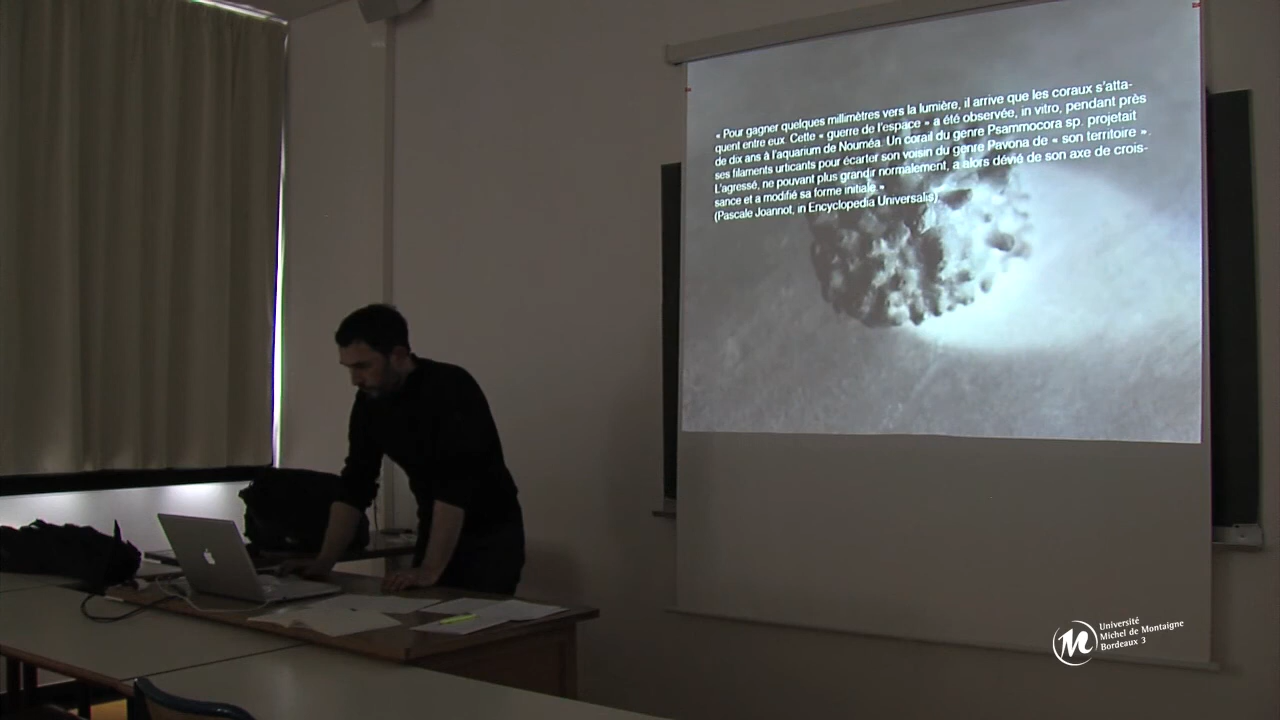 « Pour gagner quelques millimètres vers la lumière, il arrive que les coraux s'atta-
quent entre eux. Cette « guerre de l'espace » a été observée, in vitro, pendant près
de dix ans à l'aquarium de Nouméa. Un corail du genre Psammocora sp. projetait
ses filaments urticants pour écarter son voisin du genre Pavona de « son territoire ».
L'agressé, ne pouvant plus grandir normalement, a alors dévié de son axe de crois-
sance et a modifié sa forme initiale »
(Pascale Joannot, in Encyclopedia Universalis).
Université
Michel de Montaigne
Bordeaux 3